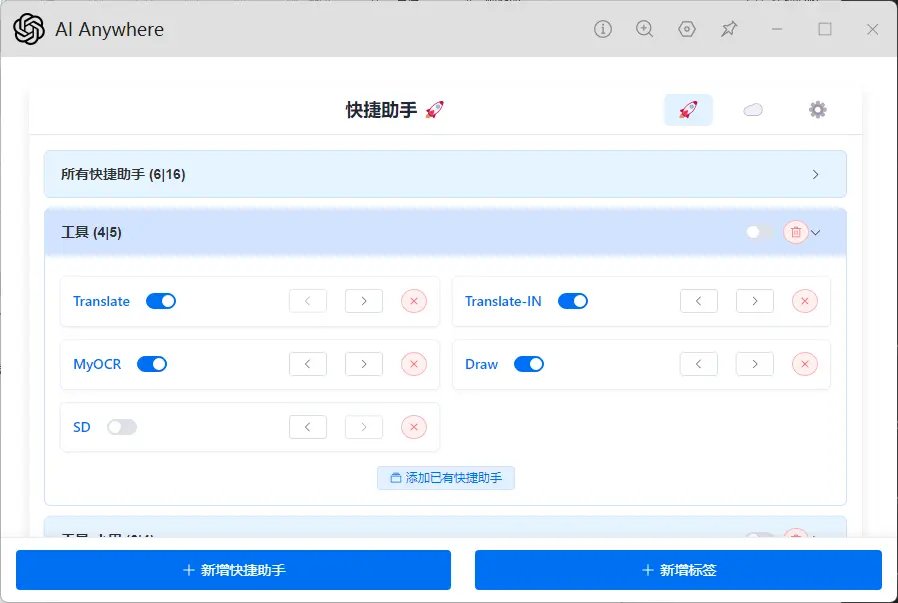 AI Anywhere
快捷助手 🚀
所有快捷助手 (6|16)
工具 (4|5)
Translate
Translate-IN
MyOCR
Draw
SD
添加已有快捷助手
+ 新增快捷助手
+ 新增标签